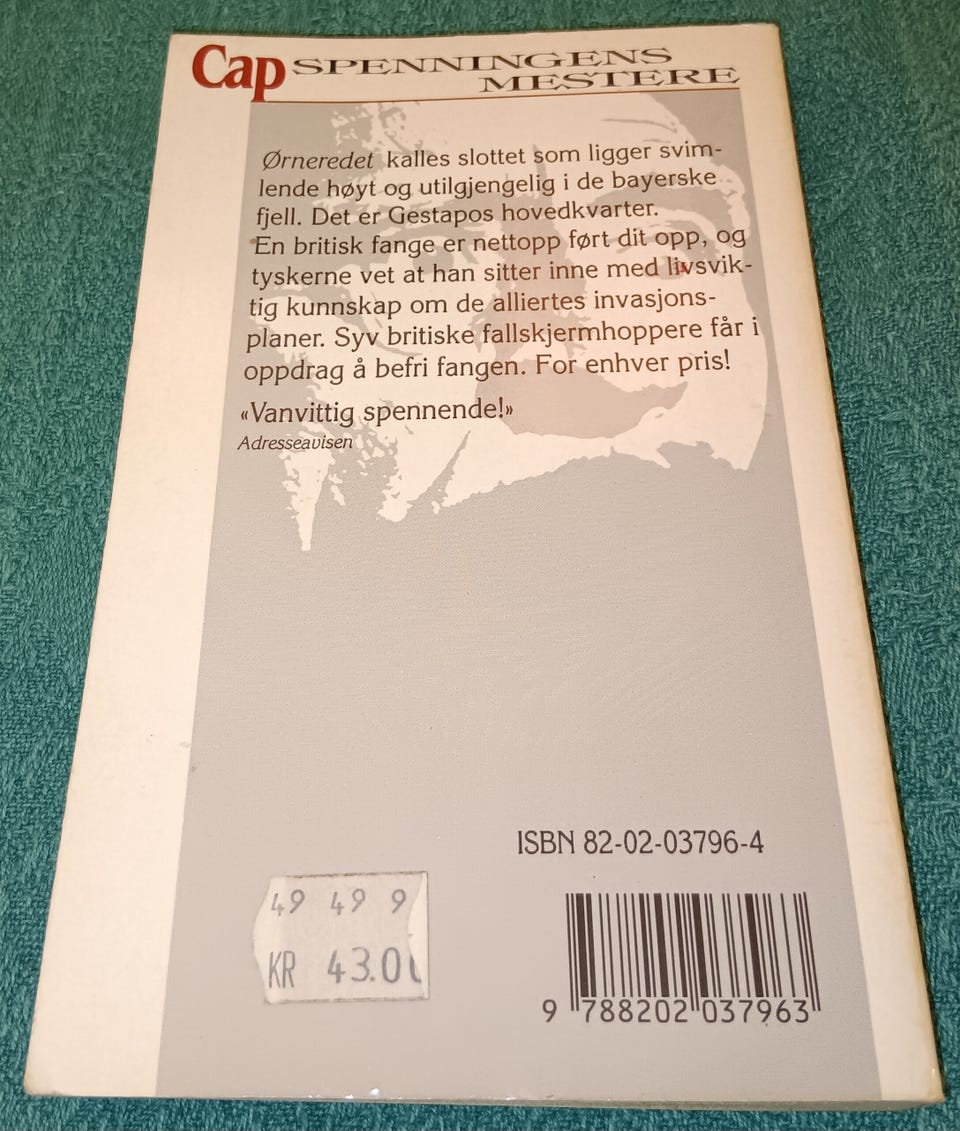 Cap SPENNINGENS
MESTERE
Ørneredet kalles slottet som ligger svim-
lende høyt og utilgjengelig i de bayerske
fjell. Det er Gestapos hovedkvarter.
En britisk fange er nettopp ført dit opp, og
tyskerne vet at han sitter inne med livsvik-
tig kunnskap om de alliertes invasjons-
planer. Syv britiske fallskjermhoppere får i
oppdrag å befri fangen. For enhver pris!
«Vanvittig spennende!»
Adresseavisen
ISBN 82-02-03796-4
49 49 9
KR 43.00
9 788202 037963